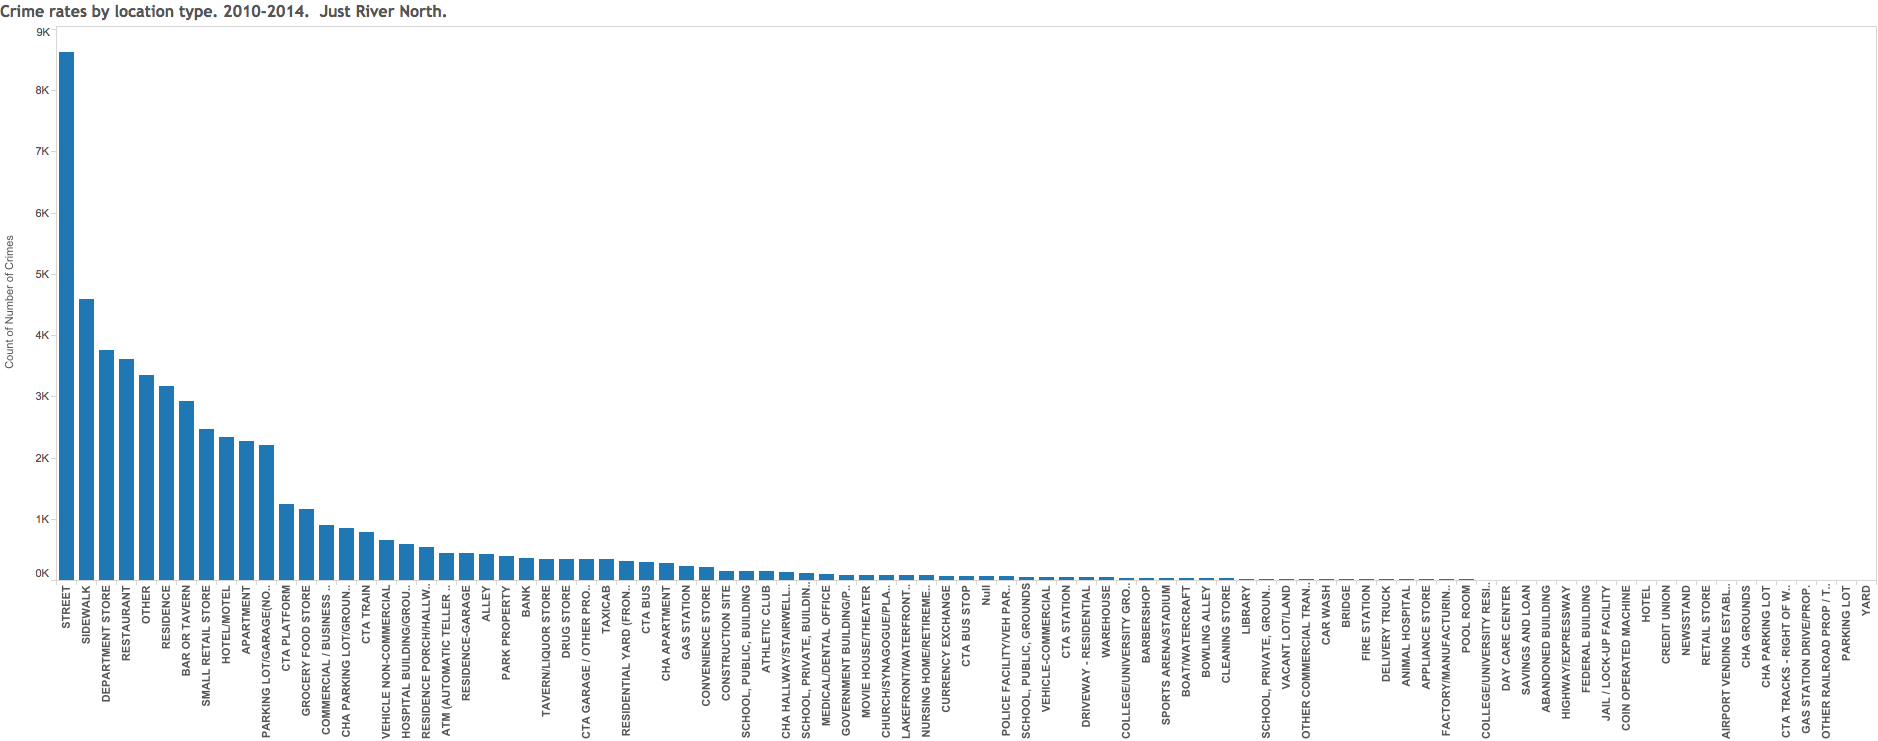 Crime rates by location type. 2010-2014.  Just River North.
9K
8K
7K
6K
5K
4K
3K
2K
1K
0K
Count of Number of Crimes
STREET
SIDEWALK
DEPARTMENT STORE
RESTAURANT
OTHER
RESIDENCE
BAR OR TAVERN
SMALL RETAIL STORE
HOTEL/MOTEL
APARTMENT
PARKING LOT/GARAGE(NO..
CTA PLATFORM
GROCERY FOOD STORE
COMMERCIAL / BUSINESS ..
CHA PARKING LOT/GROUN..
CTA TRAIN
VEHICLE NON-COMMERCIAL
HOSPITAL BUILDING/GROU..
RESIDENCE PORCH/HALLW..
ATM (AUTOMATIC TELLER ..
RESIDENCE-GARAGE
ALLEY
PARK PROPERTY
BANK
TAVERN/LIQUOR STORE
DRUG STORE
CTA GARAGE / OTHER PRO..
TAXICAB
RESIDENTIAL YARD (FRON..
CTA BUS
CHA APARTMENT
GAS STATION
CONVENIENCE STORE
CONSTRUCTION SITE
SCHOOL, PUBLIC, BUILDING
ATHLETIC CLUB
CHA HALLWAY/STAIRWELL..
SCHOOL, PRIVATE, BUILDIN..
MEDICAL/DENTAL OFFICE
GOVERNMENT BUILDING/P..
MOVIE HOUSE/THEATER
CHURCH/SYNAGOGUE/PLA..
LAKEFRONT/WATERFRONT..
NURSING HOME/RETIREME..
CURRENCY EXCHANGE
CTA BUS STOP
Null
POLICE FACILITY/VEH PAR..
SCHOOL, PUBLIC, GROUNDS
VEHICLE-COMMERCIAL
CTA STATION
DRIVEWAY - RESIDENTIAL
WAREHOUSE
COLLEGE/UNIVERSITY GRO..
BARBERSHOP
SPORTS ARENA/STADIUM
BOAT/WATERCRAFT
BOWLING ALLEY
CLEANING STORE
LIBRARY
SCHOOL, PRIVATE, GROUN..
VACANT LOT/LAND
OTHER COMMERCIAL TRAN..
CAR WASH
BRIDGE
FIRE STATION
DELIVERY TRUCK
ANIMAL HOSPITAL
APPLIANCE STORE
FACTORY/MANUFACTURIN..
POOL ROOM
COLLEGE/UNIVERSITY RESI..
DAY CARE CENTER
SAVINGS AND LOAN
ABANDONED BUILDING
HIGHWAY/EXPRESSWAY
FEDERAL BUILDING
JAIL / LOCK-UP FACILITY
COIN OPERATED MACHINE
HOTEL
CREDIT UNION
NEWSSTAND
RETAIL STORE
AIRPORT VENDING ESTABL..
CHA GROUNDS
CHA PARKING LOT
CTA TRACKS - RIGHT OF W..
GAS STATION DRIVE/PROP.
OTHER RAILROAD PROP / T..
PARKING LOT
YARD